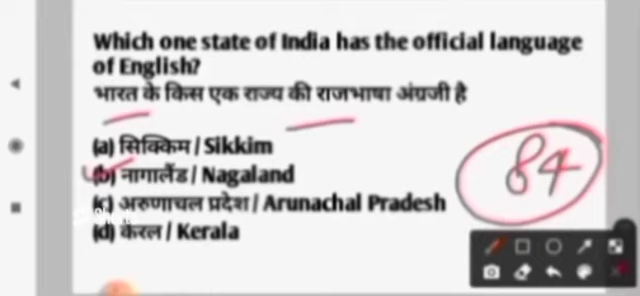 Which one state of India has the official language
of English?
भारत के किस एक राज्य की राजभाषा अंग्रजी है
(a) सिक्किम / Sikkim
(b) नागालैंड / Nagaland
(c) अरुणाचल प्रदेश / Arunachal Pradesh
(d) केरल / Kerala
84